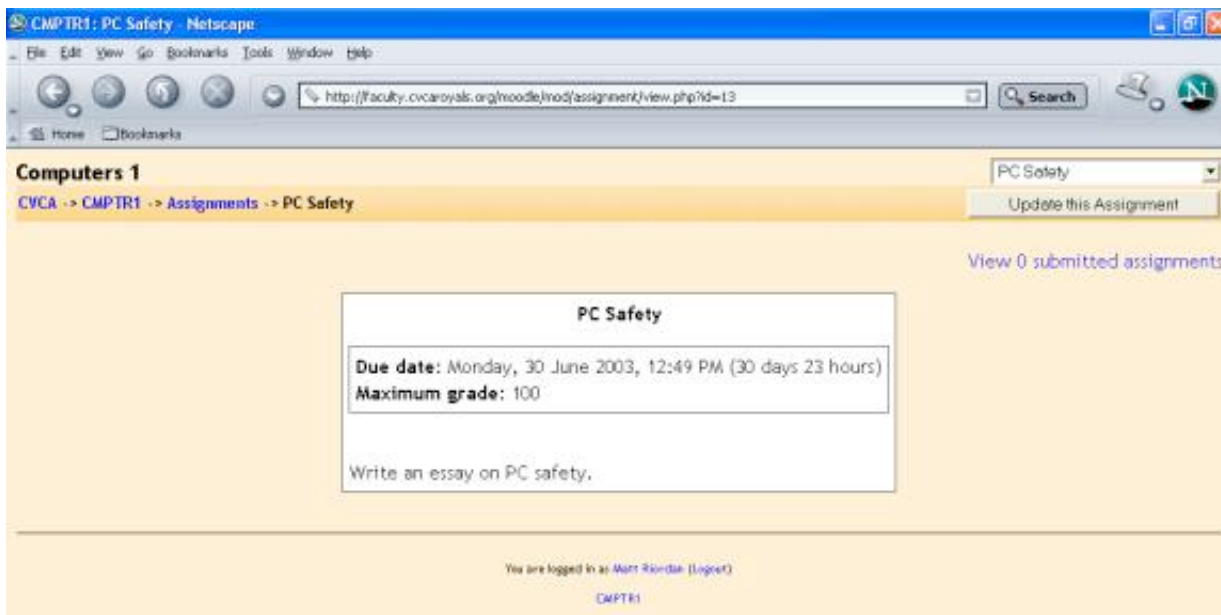 CMPTR1: PC Safety - Netscape
File Edit View Go Bookmarks Tools Window Help
http://faculty.cvcaroyals.org/moodle/mod/assignment/view.php?id=13
Search
N
Home Bookmarks
Computers 1
PC Safety
CVCA -> CMPTR1 -> Assignments -> PC Safety
Update this Assignment
View 0 submitted assignments
PC Safety
Due date: Monday, 30 June 2003, 12:49 PM (30 days 23 hours)
Maximum grade: 100
Write an essay on PC safety.
You are logged in as Matt Riordan (Logout)
CMPTR1